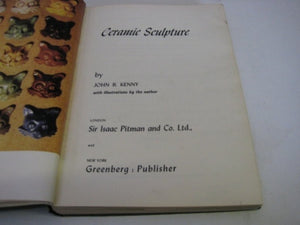 Ceramic Sculpture
by
JOHN B. KENNY
with illustrations by the author
LONDON
Sir Isaac Pitman and Co. Ltd.,
and
NEW YORK
Greenberg : Publisher